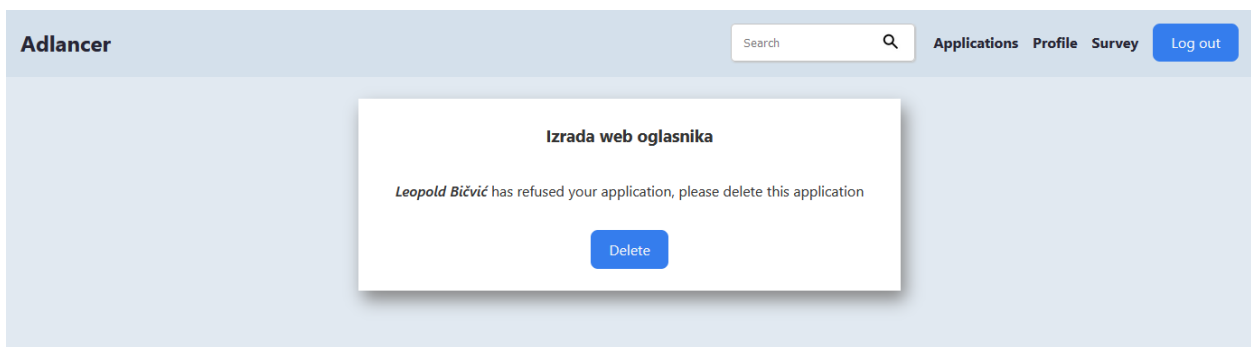 Adlancer
Search
Applications Profile Survey Log out
Izrada web oglasnika
Leopold Bičvić has refused your application, please delete this application
Delete